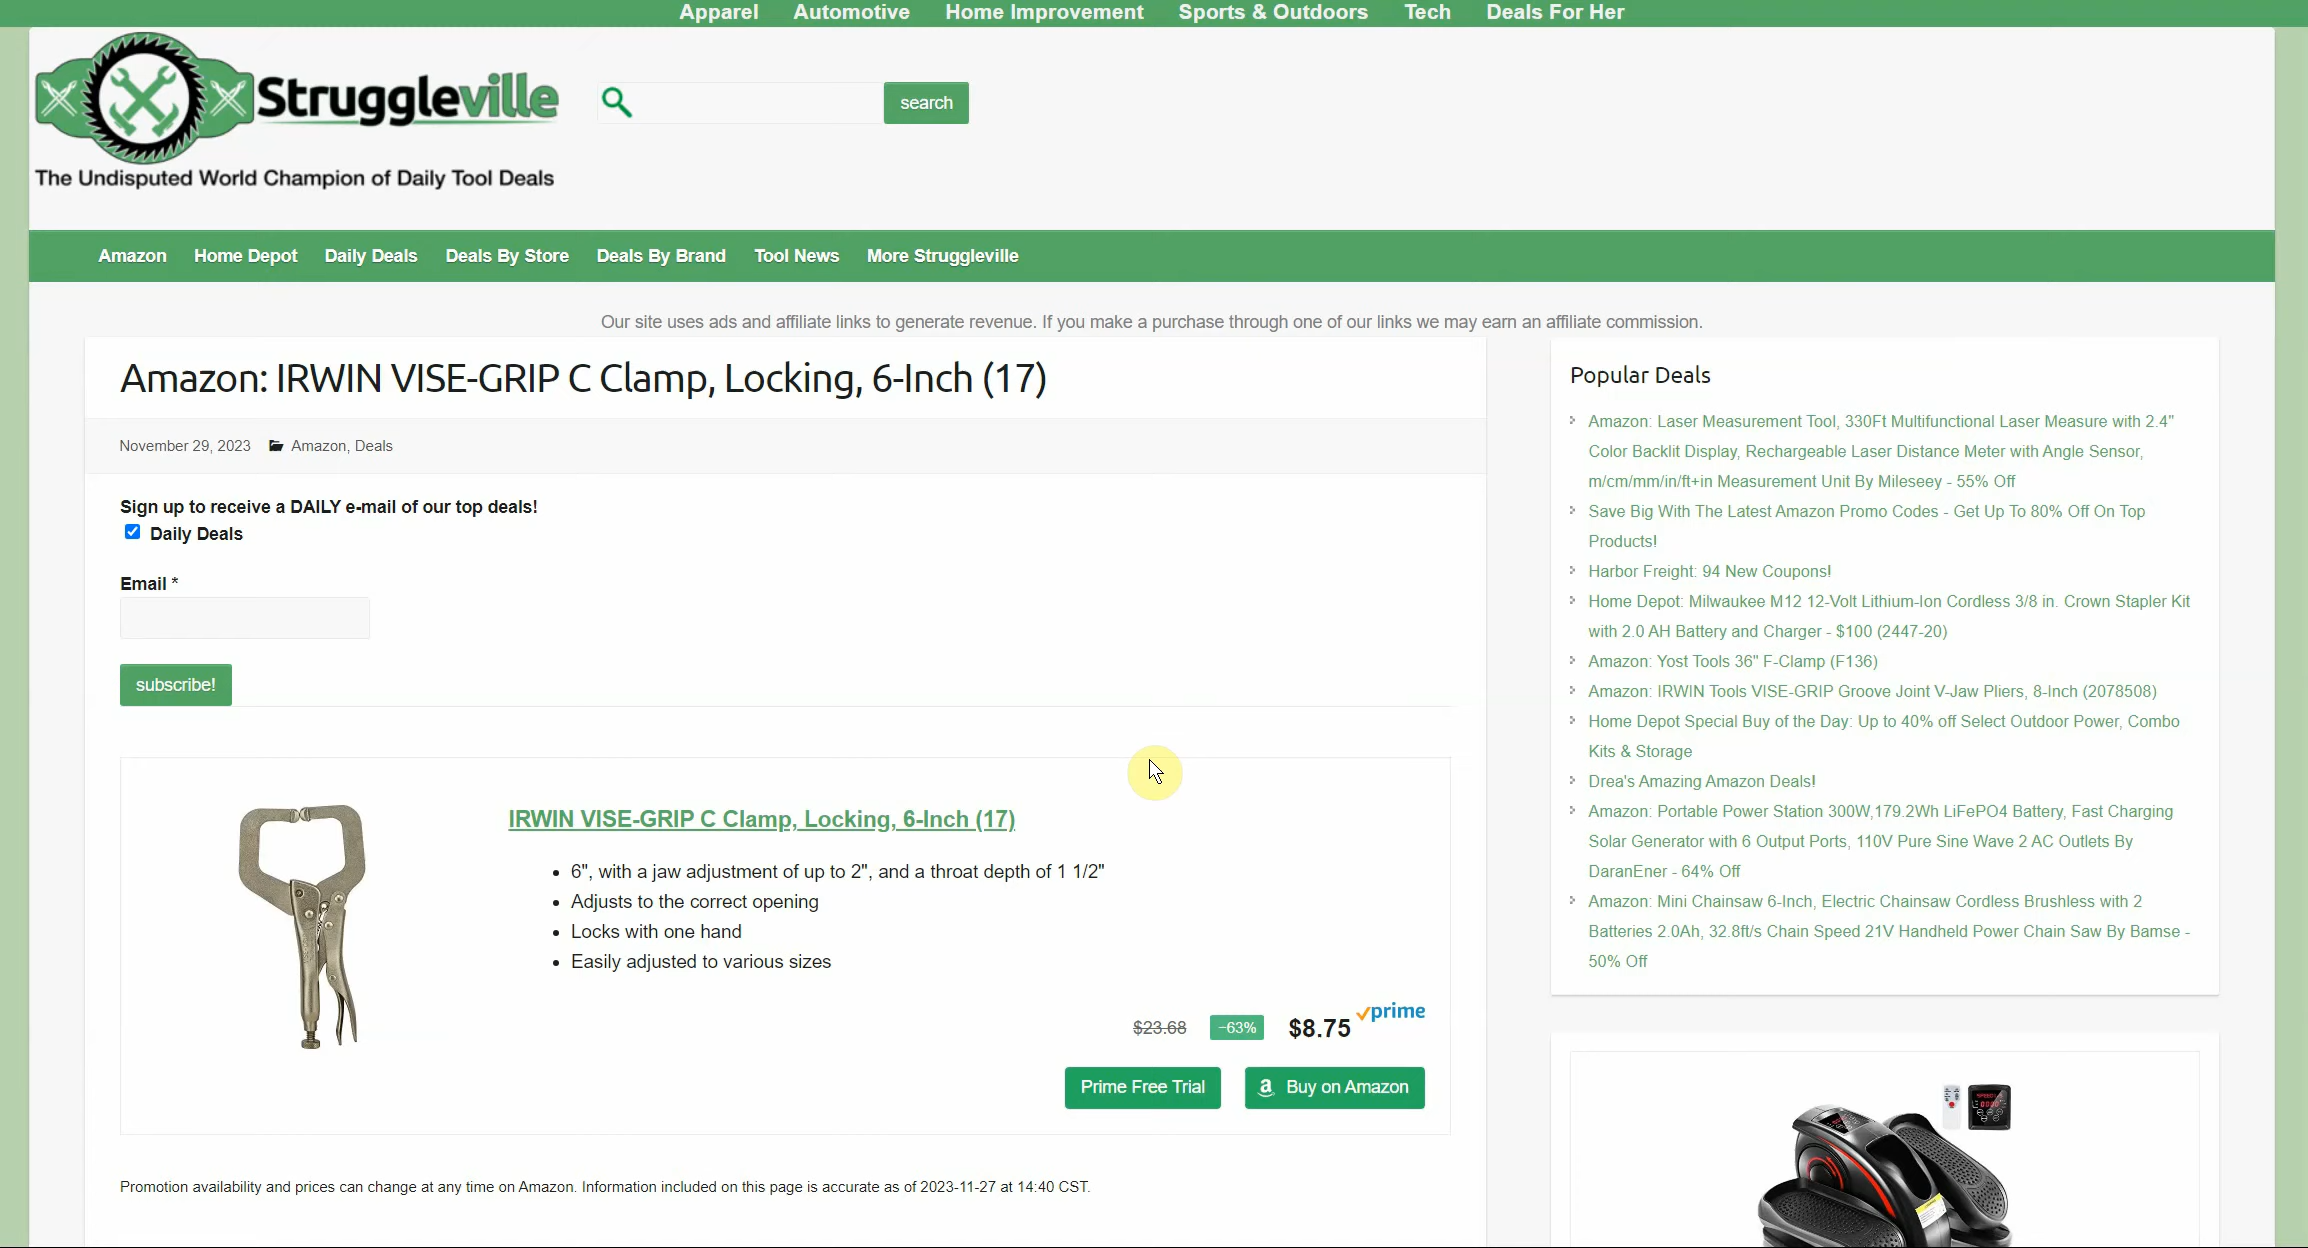 Apparel Automotive Home Improvement Sports & Outdoors Tech Deals For Her
Struggleville
search
The Undisputed World Champion of Daily Tool Deals
Amazon Home Depot Daily Deals Deals By Store Deals By Brand Tool News More Struggleville
Our site uses ads and affiliate links to generate revenue. If you make a purchase through one of our links we may earn an affiliate commission.
Amazon: IRWIN VISE-GRIP C Clamp, Locking, 6-Inch (17)
November 29, 2023 Amazon, Deals
Sign up to receive a DAILY e-mail of our top deals!
Daily Deals
Email *
subscribe!
IRWIN VISE-GRIP C Clamp, Locking, 6-Inch (17)
6", with a jaw adjustment of up to 2", and a throat depth of 1 1/2"
Adjusts to the correct opening
Locks with one hand
Easily adjusted to various sizes
$23.68 −63% $8.75 prime
Prime Free Trial Buy on Amazon
Promotion availability and prices can change at any time on Amazon. Information included on this page is accurate as of 2023-11-27 at 14:40 CST.
Popular Deals
Amazon: Laser Measurement Tool, 330Ft Multifunctional Laser Measure with 2.4"
Color Backlit Display, Rechargeable Laser Distance Meter with Angle Sensor,
m/cm/mm/in/ft+in Measurement Unit By Mileseey - 55% Off
Save Big With The Latest Amazon Promo Codes - Get Up To 80% Off On Top
Products!
Harbor Freight: 94 New Coupons!
Home Depot: Milwaukee M12 12-Volt Lithium-Ion Cordless 3/8 in. Crown Stapler Kit
with 2.0 AH Battery and Charger - $100 (2447-20)
Amazon: Yost Tools 36" F-Clamp (F136)
Amazon: IRWIN Tools VISE-GRIP Groove Joint V-Jaw Pliers, 8-Inch (2078508)
Home Depot Special Buy of the Day: Up to 40% off Select Outdoor Power, Combo
Kits & Storage
Drea's Amazing Amazon Deals!
Amazon: Portable Power Station 300W,179.2Wh LiFePO4 Battery, Fast Charging
Solar Generator with 6 Output Ports, 110V Pure Sine Wave 2 AC Outlets By
DaranEner - 64% Off
Amazon: Mini Chainsaw 6-Inch, Electric Chainsaw Cordless Brushless with 2
Batteries 2.0Ah, 32.8ft/s Chain Speed 21V Handheld Power Chain Saw By Bamse -
50% Off